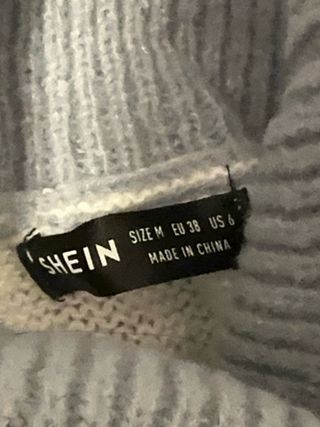 SHEIN
SIZE M EU 38 US 6
MADE IN CHINA